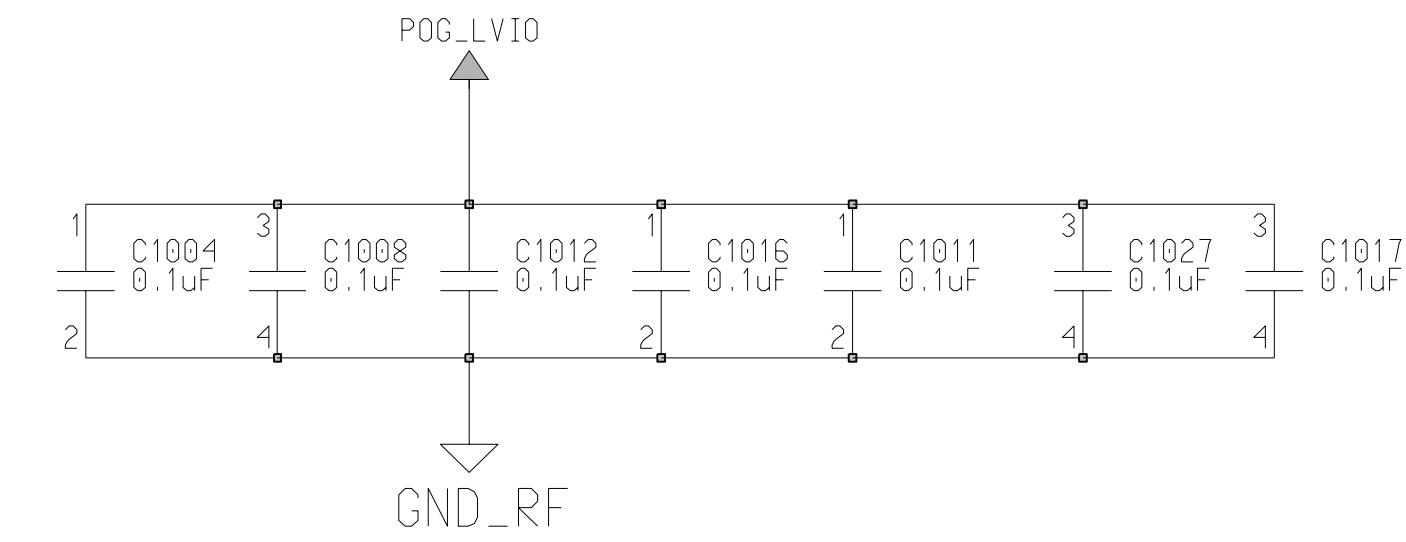 POG_LVIO
1 3 1 1 3 3
C1004 C1008 C1012 C1016 C1011 C1027 C1017
0.1uF 0.1uF 0.1uF 0.1uF 0.1uF 0.1uF 0.1uF
2 4 2 2 4 4
GND_RF